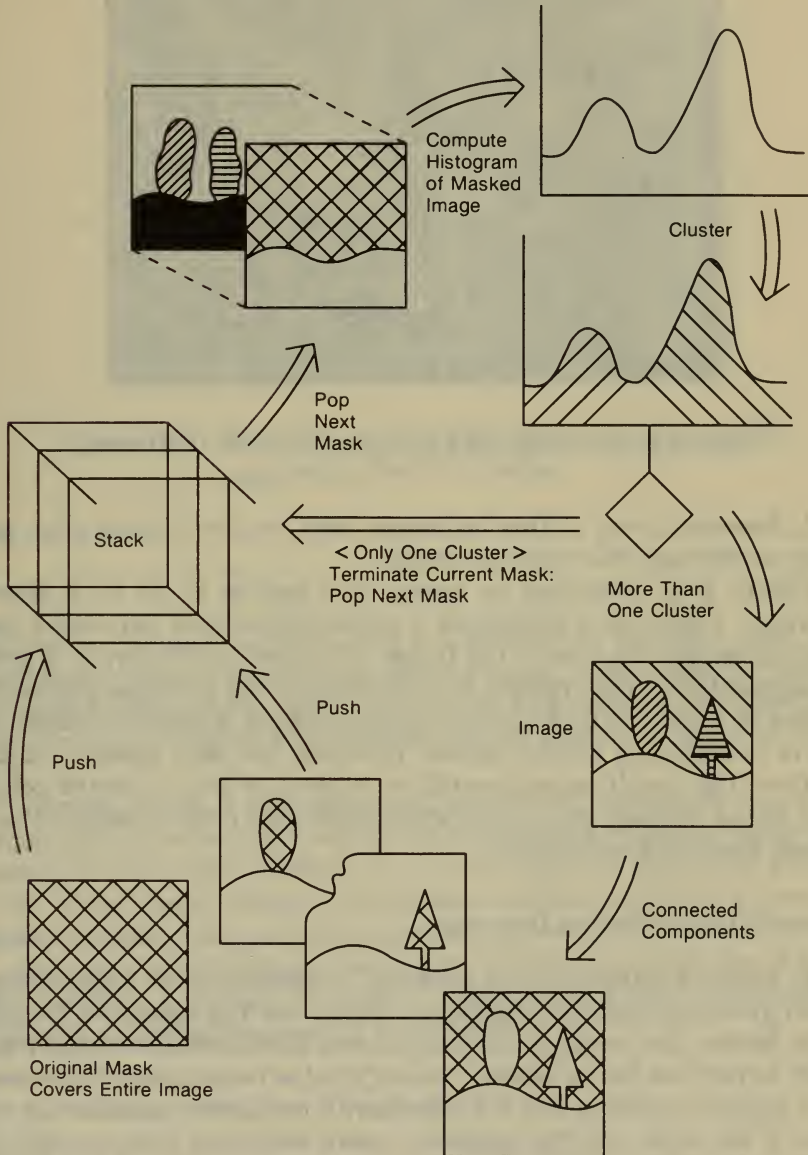 Compute
Histogram
of Masked
Image
Cluster
Pop
Next
Mask
Stack
< Only One Cluster >
Terminate Current Mask:
Pop Next Mask
More Than
One Cluster
Image
Push
Push
Connected
Components
Original Mask
Covers Entire Image